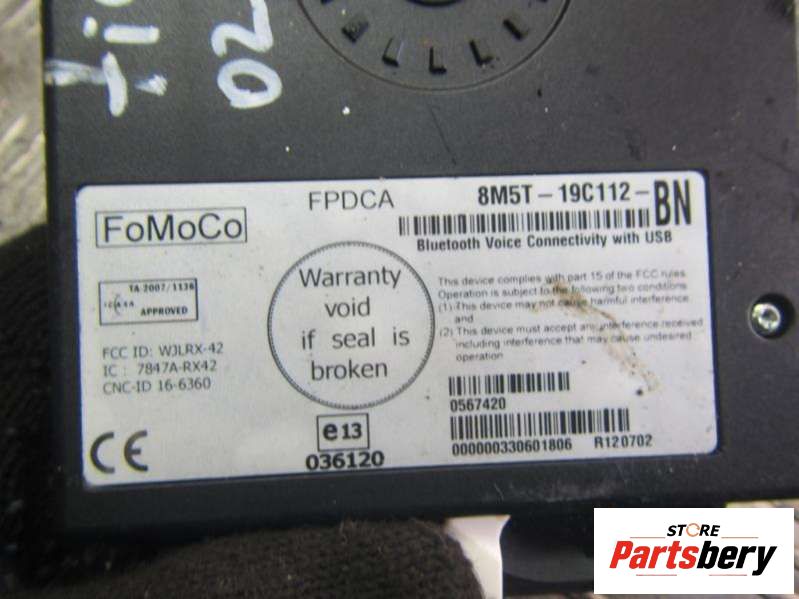 02
FoMoCo
FPDCA
8M5T - 19C112 - BN
Bluetooth Voice Connectivity with USB
TA-2007/1136
APPROVED
Warranty
void
if seal is
broken
This device complies with part 15 of the FCC rules
Operation is subject to the following two conditions
(1) This device may not cause harmful interference
and
(2) This device must accept any interference received
including interference that may cause undesired
operation
FCC ID: WJLRX-42
IC : 7847A-RX42
CNC-ID 16-6360
CE
e13
036120
0567420
000000330601806 R120702
STORE
Partsbery